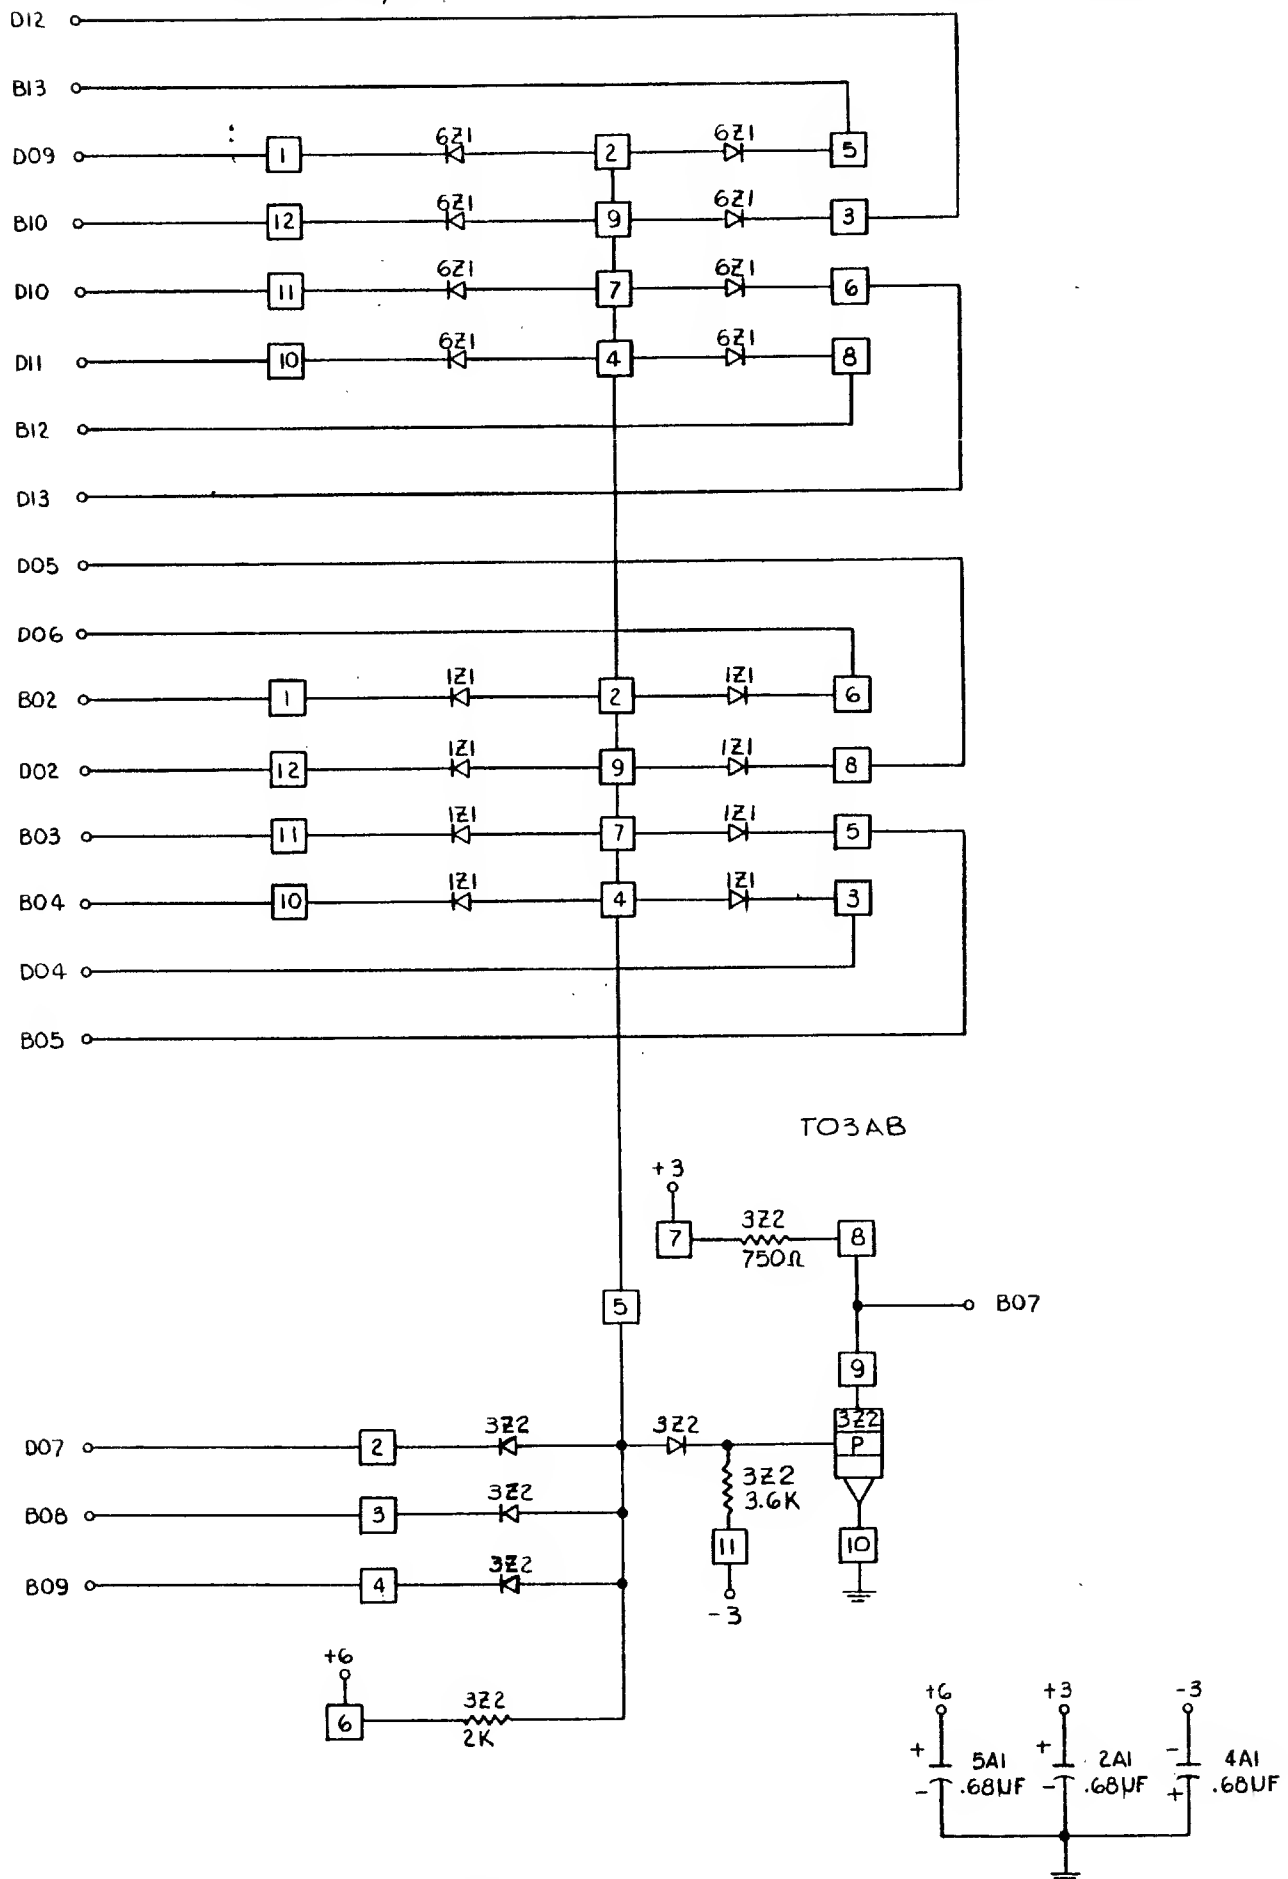 D12
B13
D09 1 6Z1 2 6Z1 5
B10 12 6Z1 9 6Z1 3
D10 11 6Z1 7 6Z1 6
D11 10 6Z1 4 6Z1 8
B12
D13
D05
D06
B02 1 1Z1 2 1Z1 6
D02 12 1Z1 9 1Z1 8
B03 11 1Z1 7 1Z1 5
B04 10 1Z1 4 1Z1 3
D04
B05
T03AB
+3
7 3Z2 750Ω 8
5
B07
9
D07 2 3Z2 3Z2
3Z2
P
B08 3 3Z2
3Z2
3.6K
11
10
-3
B09 4 3Z2
+6
6 3Z2
2K
+6 +3 -3
+ - 5A1 .68UF
+ - 2A1 .68UF
- + 4A1 .68UF